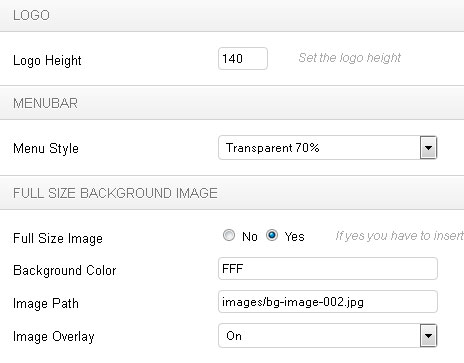 LOGO
Logo Height 140 Set the logo height
MENUBAR
Menu Style Transparent 70%
FULL SIZE BACKGROUND IMAGE
Full Size Image No Yes If yes you have to insert
Background Color FFF
Image Path images/bg-image-002.jpg
Image Overlay On